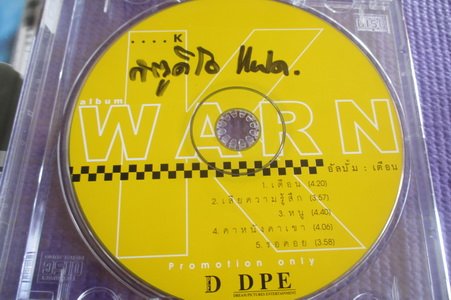 ....K
album
WARN
อัลบั้ม : เตือน
1. เตือน (4.20)
2. เสียความรู้สึก (3.57)
3. หนู (4.40)
4. คาหนังคาเขา (4.06)
5. รอคอย (3.58)
Promotion only
D DPE
DREAM PICTURES ENTERTAINMENT